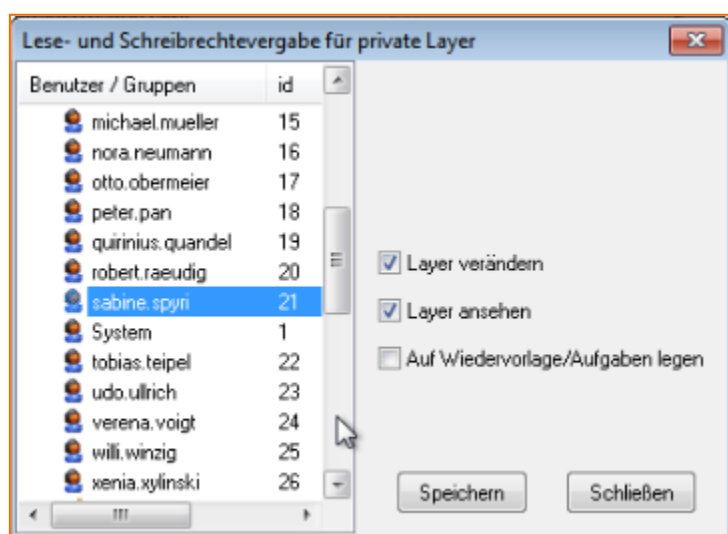 Lese- und Schreibrechtevergabe für private Layer
Benutzer / Gruppen id
michael.mueller 15
nora.neumann 16
otto.obermeier 17
peter.pan 18
quirinius.quandel 19
robert.raeudig 20
sabine.spyri 21
System 1
tobias.teipel 22
udo.ullrich 23
verena.voigt 24
willi.winzig 25
xenia.xylinski 26
Layer verändern
Layer ansehen
Auf Wiedervorlage/Aufgaben legen
Speichern Schließen